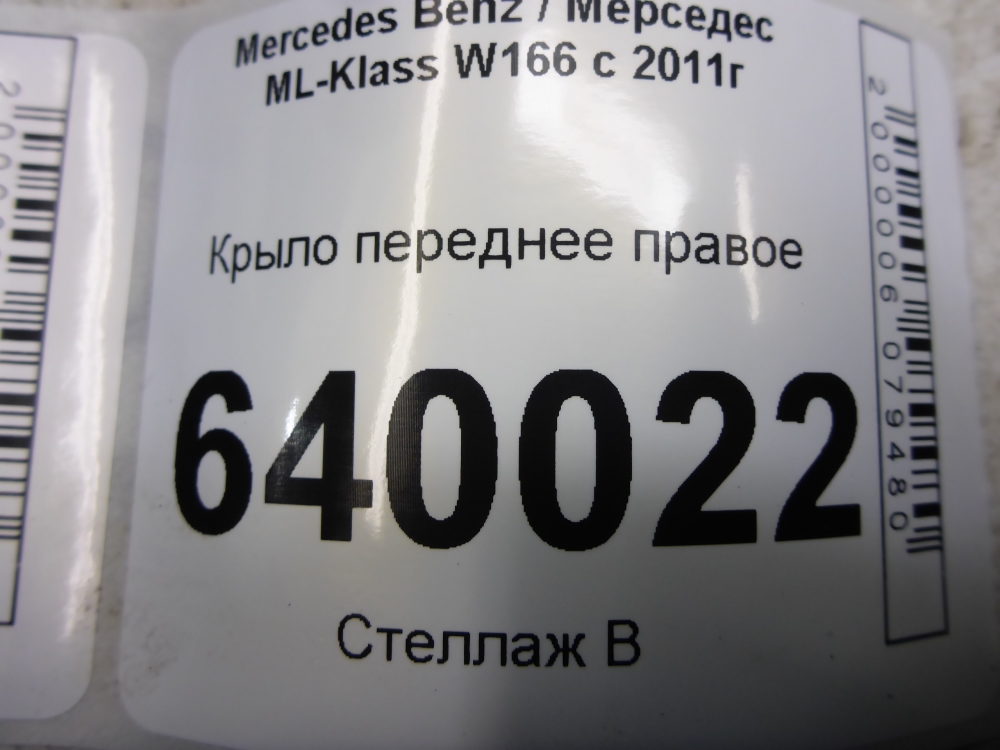 Mercedes Benz / Мерседес
ML-Klass W166 с 2011г
Крыло переднее правое
640022
Стеллаж В
2000006079480